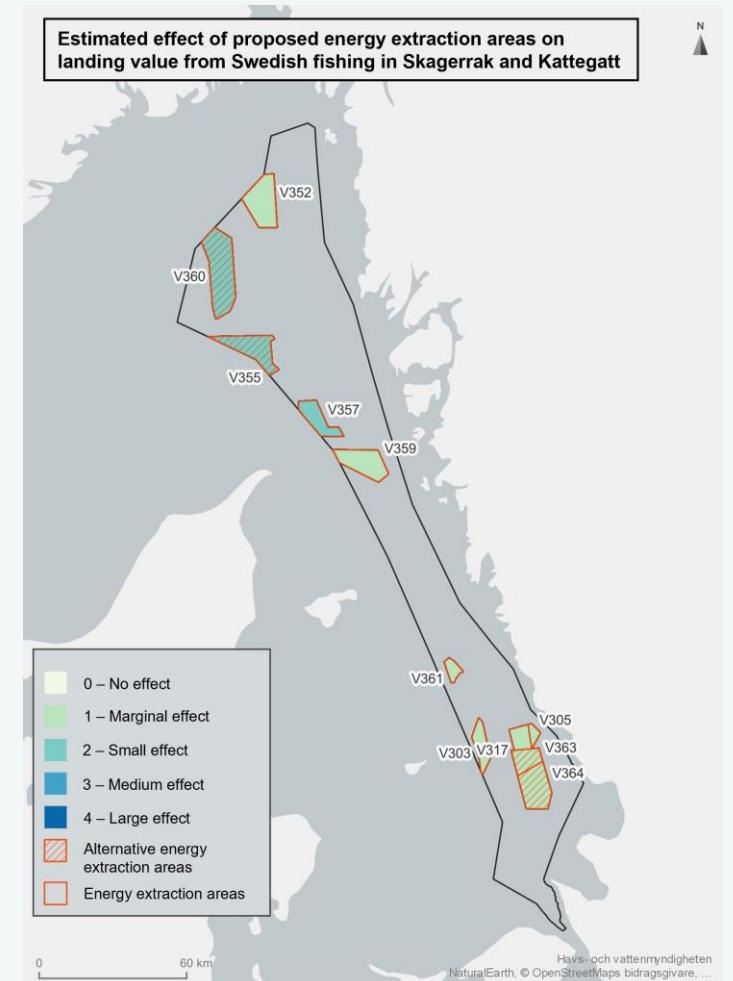 Estimated effect of proposed energy extraction areas on
landing value from Swedish fishing in Skagerrak and Kattegatt
N
V352
V360
V355
V357
V359
V361
V305
V303
V317
V363
V364
0 – No effect
1 – Marginal effect
2 – Small effect
3 – Medium effect
4 – Large effect
Alternative energy
extraction areas
Energy extraction areas
0
60 km
Havs- och vattenmyndigheten
NaturalEarth, © OpenStreetMaps bidragsgivare, ...